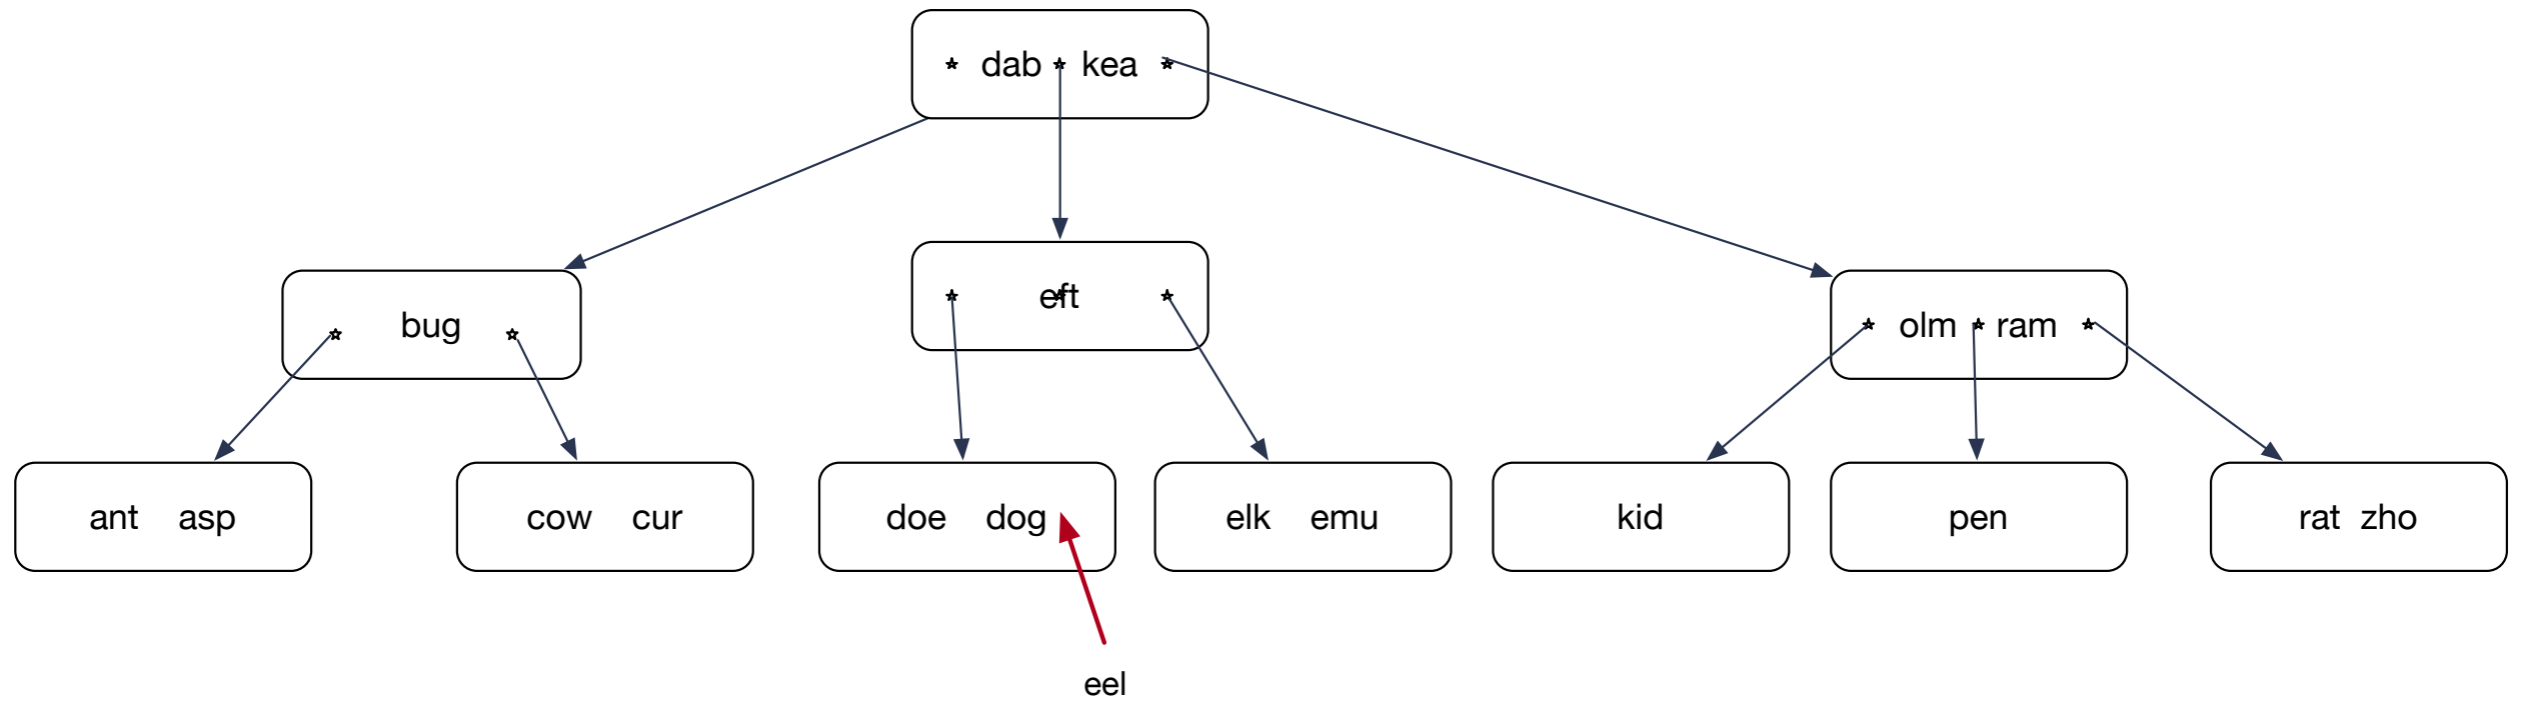 dab kea
eft
bug
olm ram
ant asp
cow cur
doe dog
elk emu
kid
pen
rat zho
eel